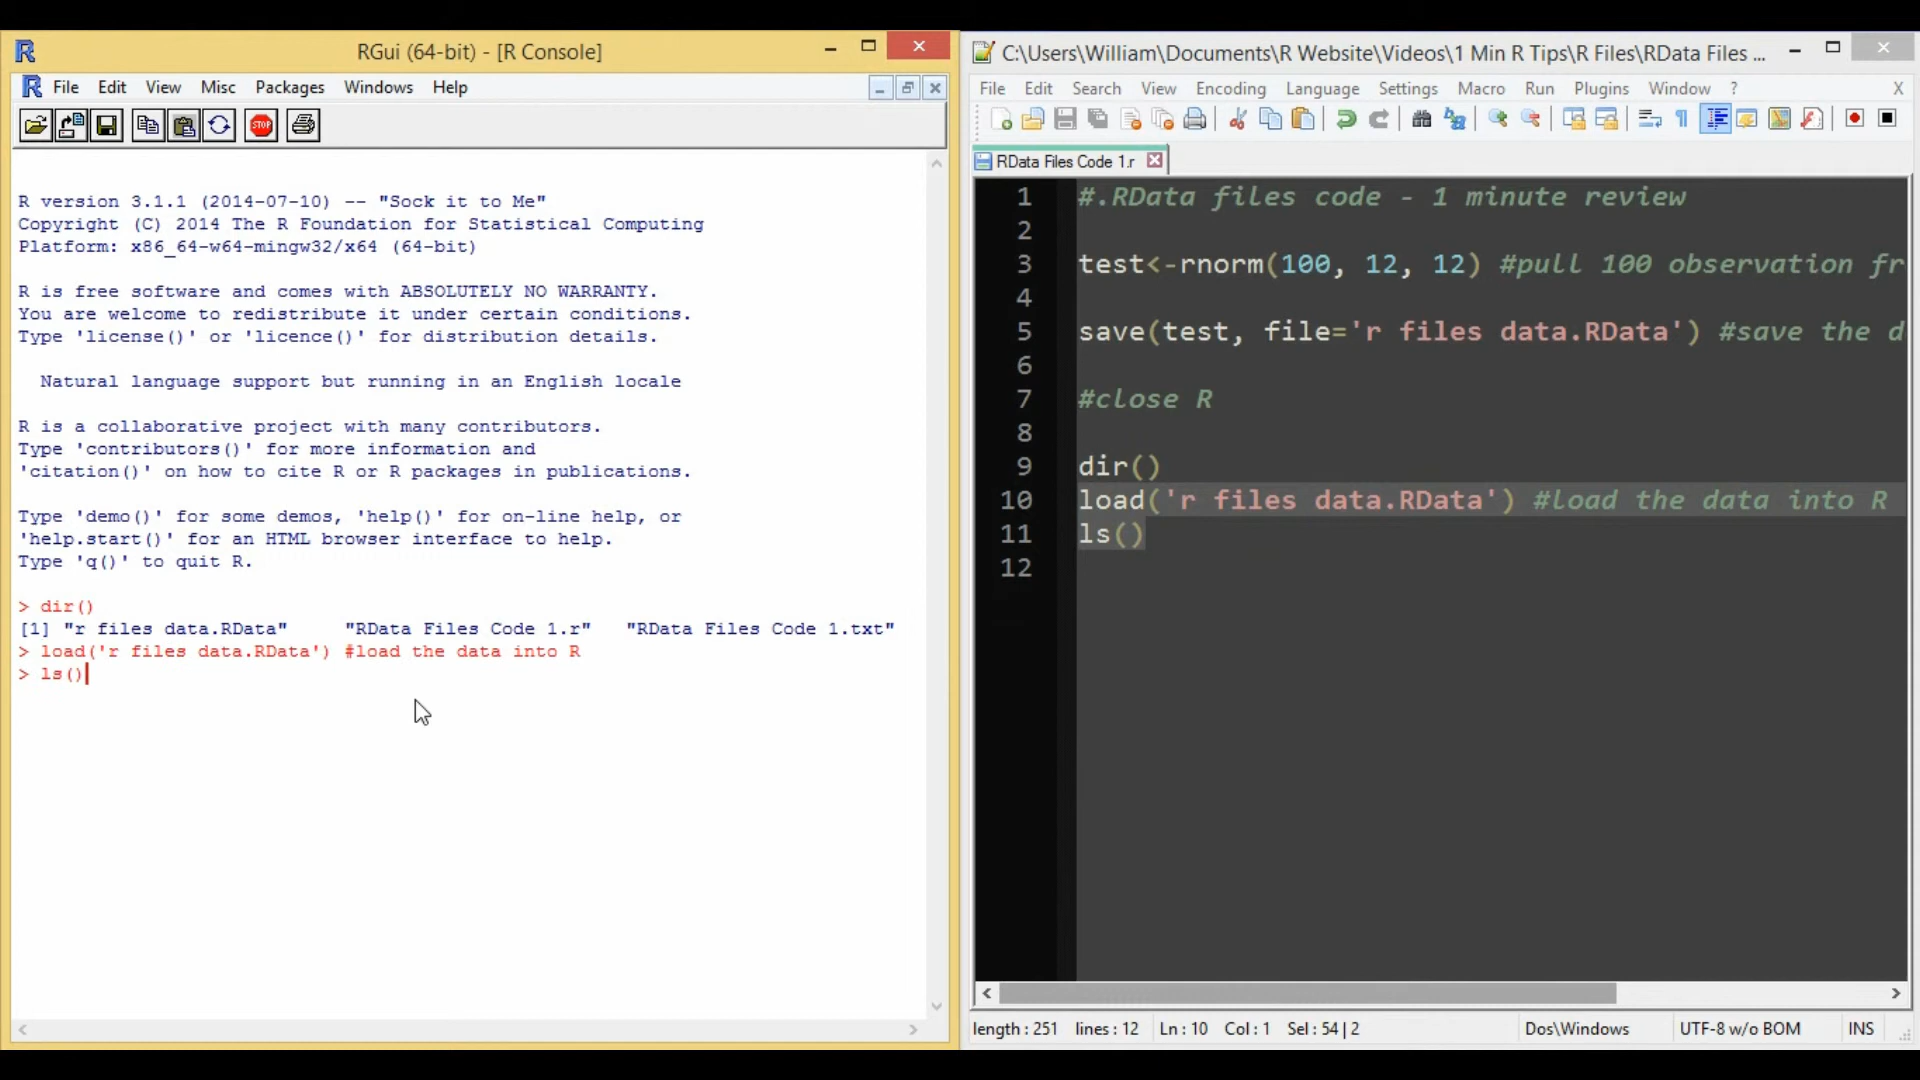 RGui (64-bit) - [R Console]
File Edit View Misc Packages Windows Help
STOP
R version 3.1.1 (2014-07-10) -- "Sock it to Me"
Copyright (C) 2014 The R Foundation for Statistical Computing
Platform: x86_64-w64-mingw32/x64 (64-bit)
R is free software and comes with ABSOLUTELY NO WARRANTY.
You are welcome to redistribute it under certain conditions.
Type 'license()' or 'licence()' for distribution details.
Natural language support but running in an English locale
R is a collaborative project with many contributors.
Type 'contributors()' for more information and
'citation()' on how to cite R or R packages in publications.
Type 'demo()' for some demos, 'help()' for on-line help, or
'help.start()' for an HTML browser interface to help.
Type 'q()' to quit R.
> dir()
[1] "r files data.RData" "RData Files Code 1.r" "RData Files Code 1.txt"
> load('r files data.RData') #load the data into R
> ls()
C:\Users\William\Documents\R Website\Videos\1 Min R Tips\R Files\RData Files ...
File Edit Search View Encoding Language Settings Macro Run Plugins Window ? X
RData Files Code 1.r
1 #.RData files code - 1 minute review
2
3 test<-rnorm(100, 12, 12) #pull 100 observation fr
4
5 save(test, file='r files data.RData') #save the d
6
7 #close R
8
9 dir()
10 load('r files data.RData') #load the data into R
11 ls()
12
length : 251 lines : 12 Ln : 10 Col : 1 Sel : 54 | 2 Dos\Windows UTF-8 w/o BOM INS